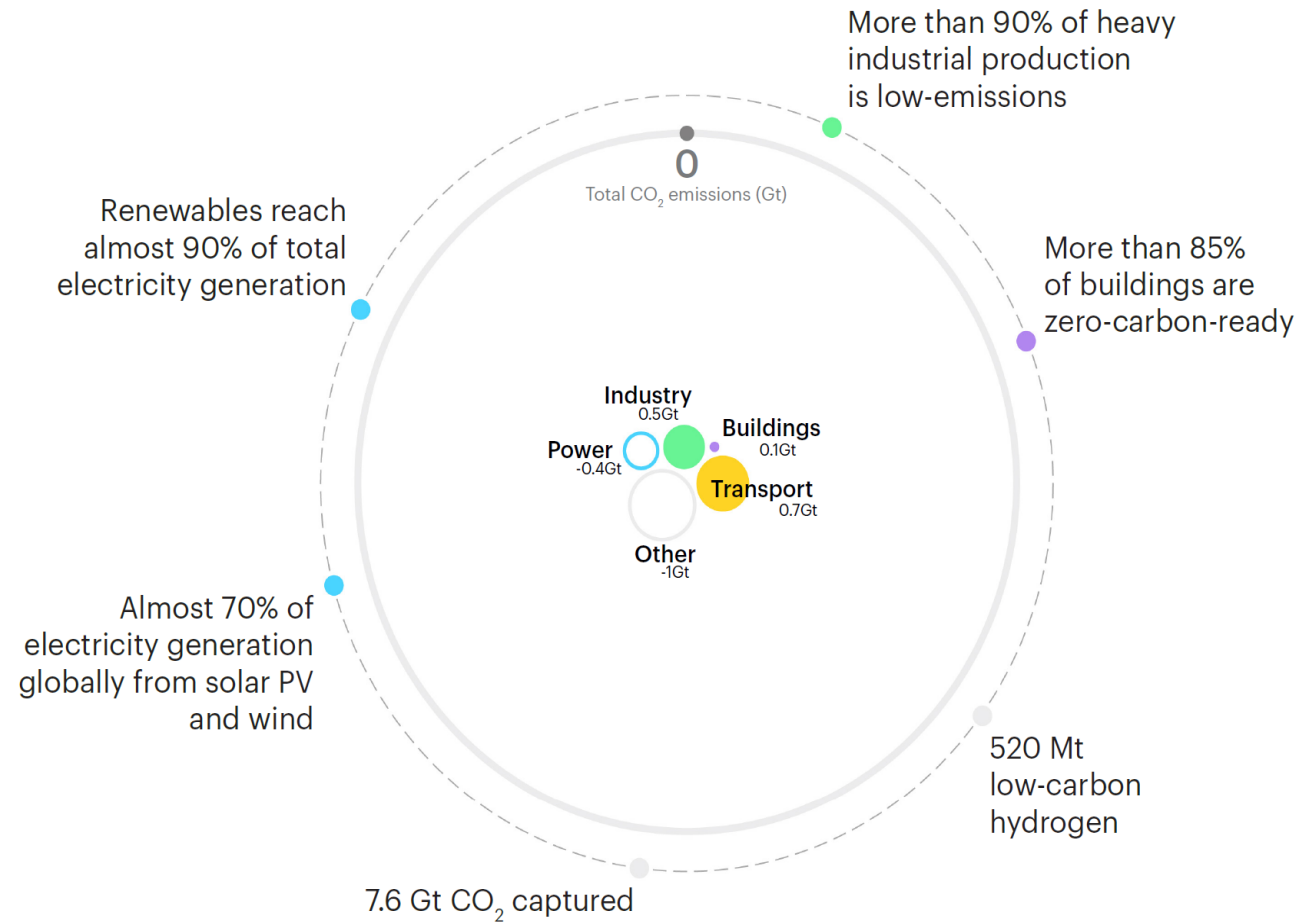 More than 90% of heavy
industrial production
is low-emissions
0
Total CO₂ emissions (Gt)
Renewables reach
almost 90% of total
electricity generation
More than 85%
of buildings are
zero-carbon-ready
Industry
0.5Gt
Buildings
0.1Gt
Power
-0.4Gt
Transport
0.7Gt
Other
-1Gt
Almost 70% of
electricity generation
globally from solar PV
and wind
520 Mt
low-carbon
hydrogen
7.6 Gt CO₂ captured